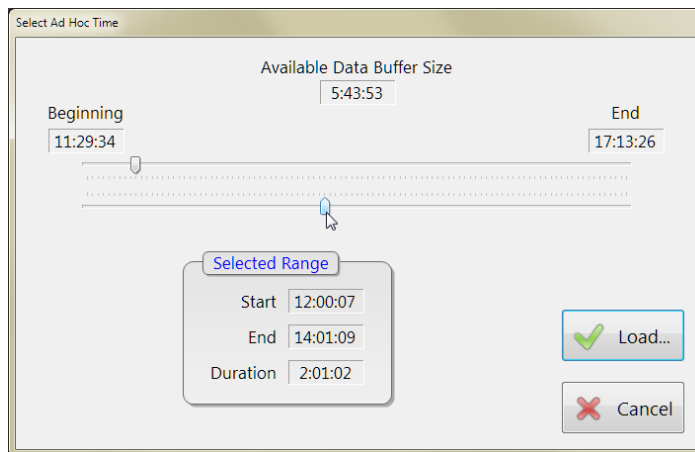 Select Ad Hoc Time
Available Data Buffer Size
5:43:53
Beginning
End
11:29:34
17:13:26
Selected Range
Start 12:00:07
End 14:01:09
Duration 2:01:02
Load...
Cancel